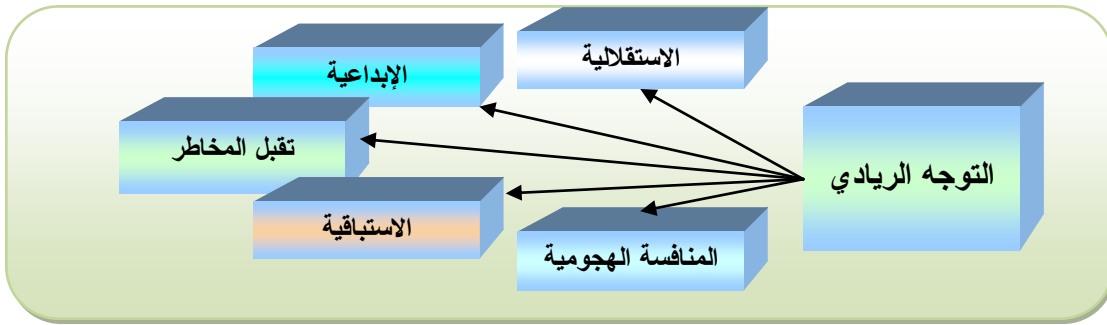 الاستقلالية
الإبداعية
تقبل المخاطر
التوجه الريادي
الاستباقية
المنافسة الهجومية